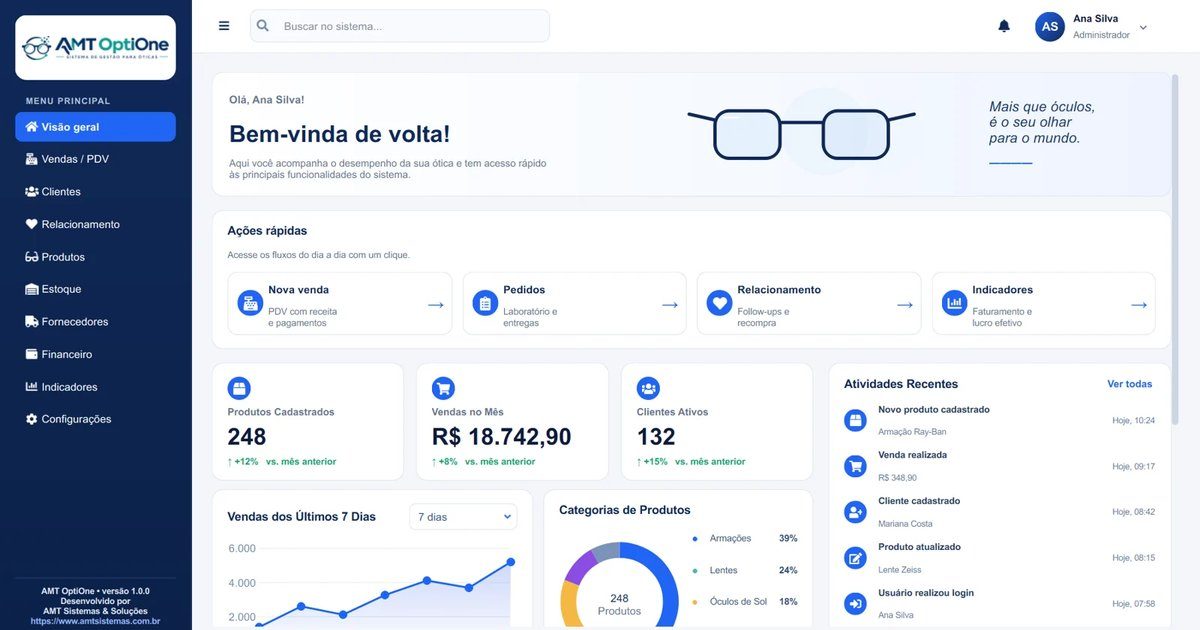 AMT OptiOne
SISTEMA DE GESTÃO PARA ÓTICAS
MENU PRINCIPAL
Visão geral
Vendas / PDV
Clientes
Relacionamento
Produtos
Estoque
Fornecedores
Financeiro
Indicadores
Configurações
AMT OptiOne • versão 1.0.0
Desenvolvido por
AMT Sistemas & Soluções
https://www.amtsistemas.com.br
Buscar no sistema...
AS
Ana Silva
Administrador
Olá, Ana Silva!
Bem-vinda de volta!
Aqui você acompanha o desempenho da sua ótica e tem acesso rápido
às principais funcionalidades do sistema.
Mais que óculos,
é o seu olhar
para o mundo.
Ações rápidas
Acesse os fluxos do dia a dia com um clique.
Nova venda
PDV com receita
e pagamentos
→
Pedidos
Laboratório e
entregas
→
Relacionamento
Follow-ups e
recompra
→
Indicadores
Faturamento e
lucro efetivo
→
Produtos Cadastrados
248
↑ +12% vs. mês anterior
Vendas no Mês
R$ 18.742,90
↑ +8% vs. mês anterior
Clientes Ativos
132
↑ +15% vs. mês anterior
Vendas dos Últimos 7 Dias
7 dias
6.000
4.000
2.000
Categorias de Produtos
248
Produtos
Armações 39%
Lentes 24%
Óculos de Sol 18%
Atividades Recentes
Ver todas
Novo produto cadastrado
Armação Ray-Ban
Hoje, 10:24
Venda realizada
R$ 348,90
Hoje, 09:17
Cliente cadastrado
Mariana Costa
Hoje, 08:42
Produto atualizado
Lente Zeiss
Hoje, 08:15
Usuário realizou login
Ana Silva
Hoje, 07:58